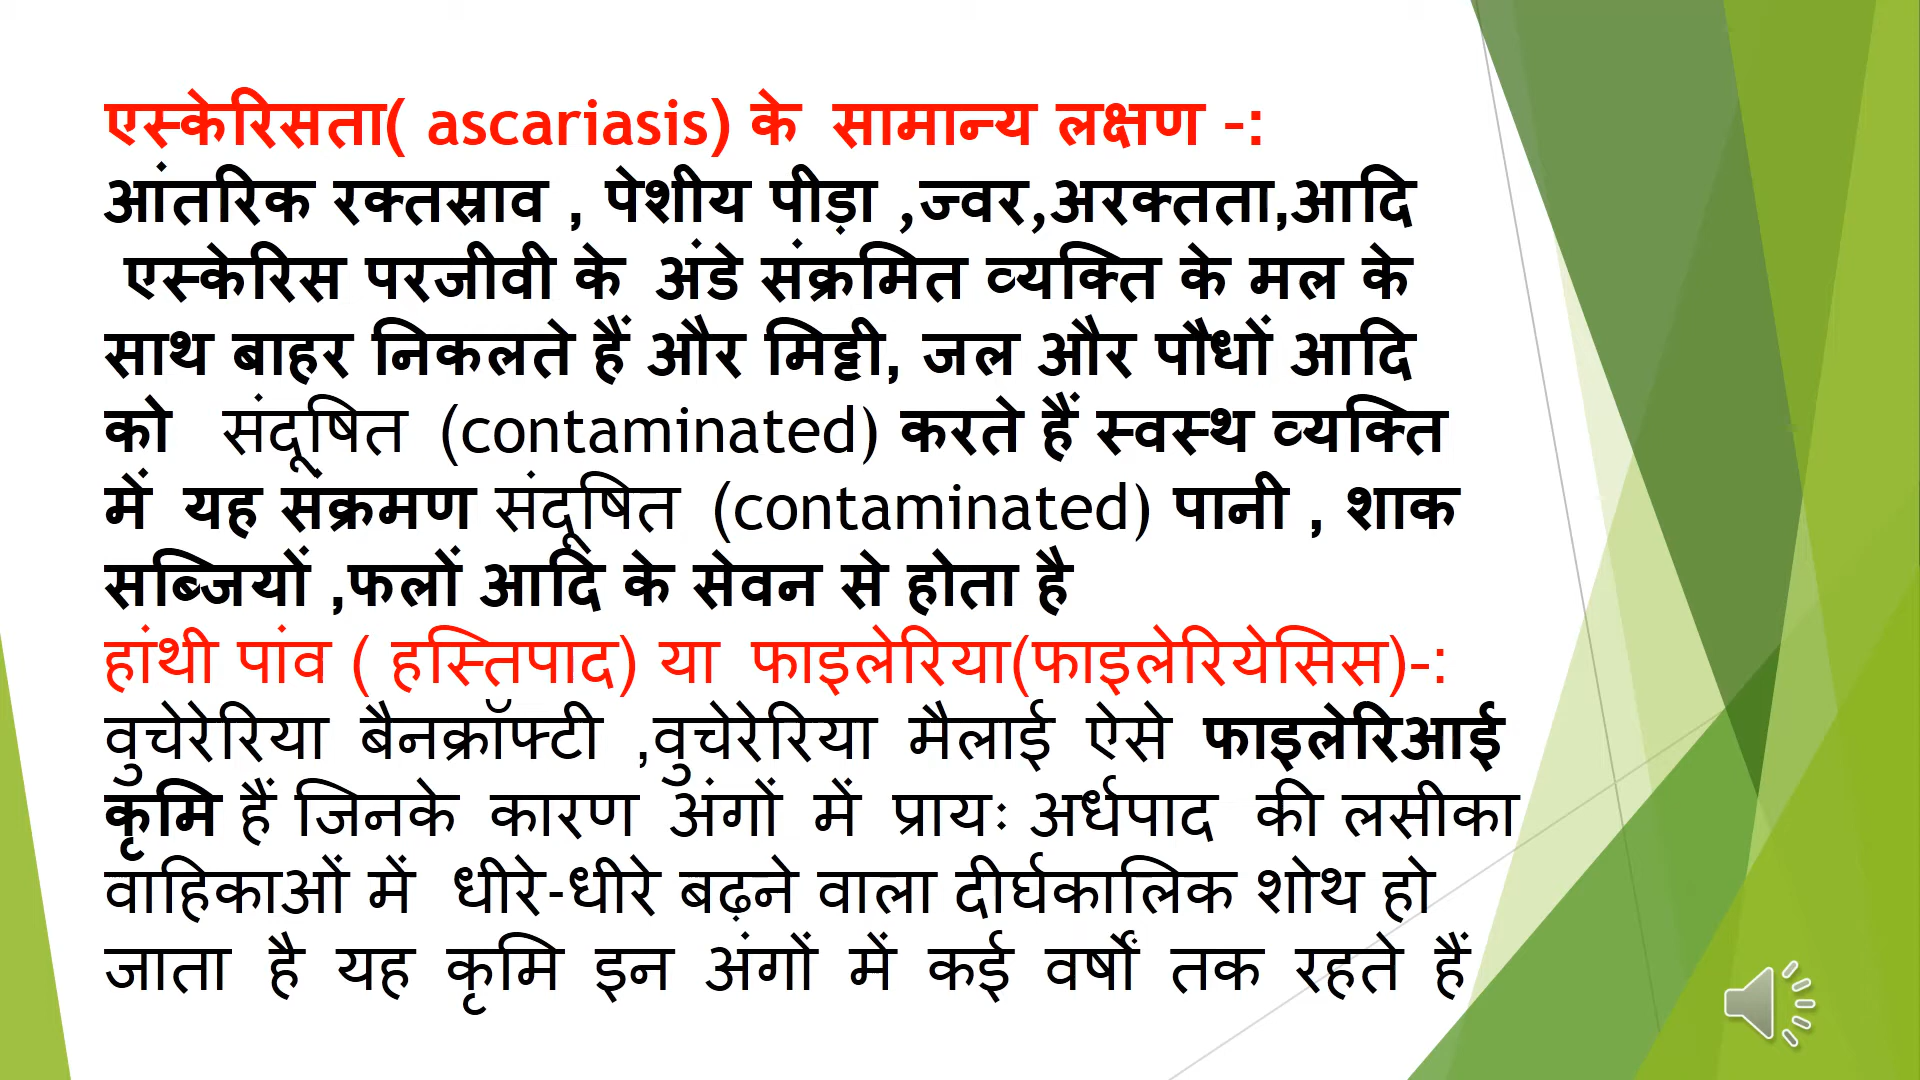 एस्केरिसता( ascariasis) के सामान्य लक्षण -:
आंतरिक रक्तस्राव , पेशीय पीड़ा ,ज्वर,अरक्तता,आदि
एस्केरिस परजीवी के अंडे संक्रमित व्यक्ति के मल के
साथ बाहर निकलते हैं और मिट्टी, जल और पौधों आदि
को संदूषित (contaminated) करते हैं स्वस्थ व्यक्ति
में यह संक्रमण संदूषित (contaminated) पानी , शाक
सब्जियों ,फलों आदि के सेवन से होता है
हांथी पांव ( हस्तिपाद) या फाइलेरिया(फाइलेरियेसिस)-:
वुचेरेरिया बैनक्रॉफ्टी ,वुचेरेरिया मैलाई ऐसे फाइलेरिआई
कृमि हैं जिनके कारण अंगों में प्रायः अर्धपाद की लसीका
वाहिकाओं में धीरे-धीरे बढ़ने वाला दीर्घकालिक शोथ हो
जाता है यह कृमि इन अंगों में कई वर्षों तक रहते हैं